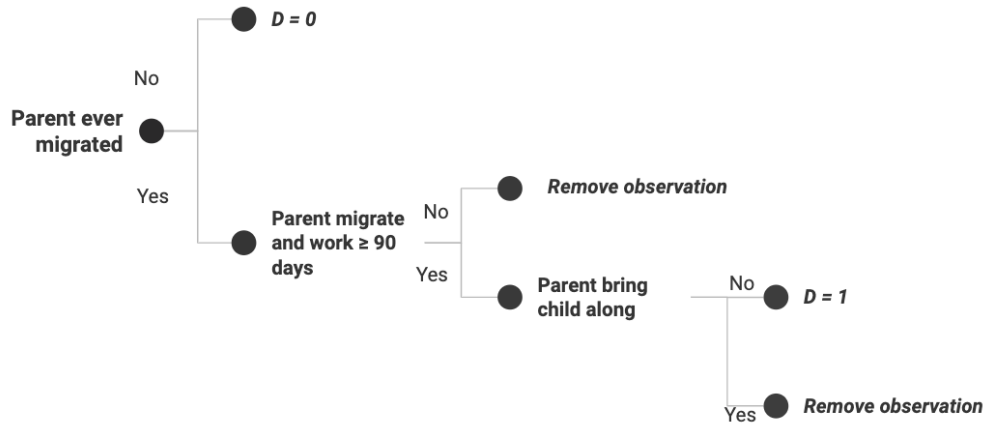 D = 0
No
Parent ever
migrated
Yes
Remove observation
No
Parent migrate
and work ≥ 90
days
Yes
Parent bring
child along
No
D = 1
Yes
Remove observation